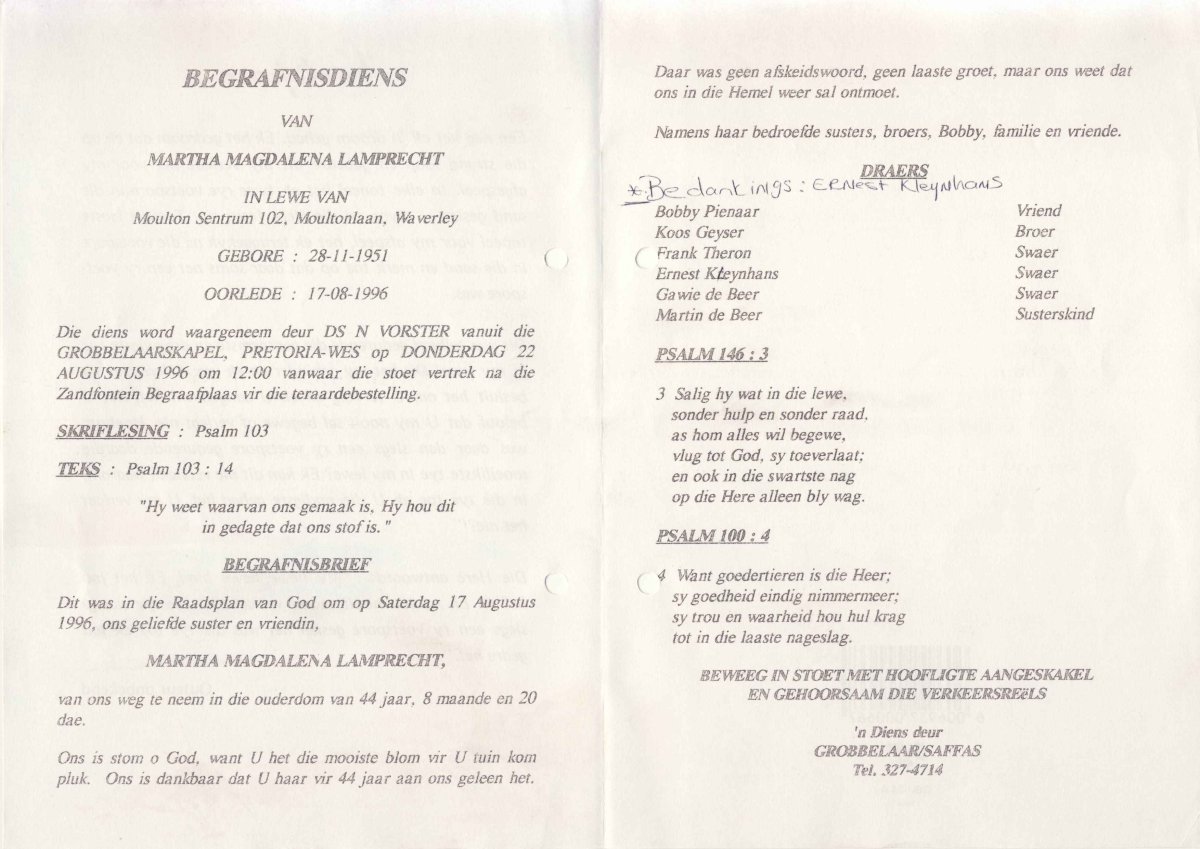 BEGRAFNISDIENS
VAN
MARTHA MAGDALENA LAMPRECHT
IN LEWE VAN
Moulton Sentrum 102, Moultonlaan, Waverley
GEBORE : 28-11-1951
OORLEDE : 17-08-1996
Die diens word waargeneem deur DS N VORSTER vanuit die
GROBBELAARSKAPEL, PRETORIA-WES op DONDERDAG 22
AUGUSTUS 1996 om 12:00 vanwaar die stoet vertrek na die
Zandfontein Begraafplaas vir die teraardebestelling.
SKRIFLESING : Psalm 103
TEKS : Psalm 103 : 14
"Hy weet waarvan ons gemaak is, Hy hou dit
in gedagte dat ons stof is. "
BEGRAFNISBRIEF
Dit was in die Raadsplan van God om op Saterdag 17 Augustus
1996, ons geliefde suster en vriendin,
MARTHA MAGDALENA LAMPRECHT,
van ons weg te neem in die ouderdom van 44 jaar, 8 maande en 20
dae.
Ons is stom o God, want U het die mooiste blom vir U tuin kom
pluk. Ons is dankbaar dat U haar vir 44 jaar aan ons geleen het.
Daar was geen afskeidswoord, geen laaste groet, maar ons weet dat
ons in die Hemel weer sal ontmoet.
Namens haar bedroefde susters, broers, Bobby, familie en vriende.
DRAERS
*Bedankings: Ernest Kleynhans
Bobby Pienaar Vriend
Koos Geyser Broer
Frank Theron Swaer
Ernest Kleynhans Swaer
Gawie de Beer Swaer
Martin de Beer Susterskind
PSALM 146 : 3
3 Salig hy wat in die lewe,
sonder hulp en sonder raad,
as hom alles wil begewe,
vlug tot God, sy toeverlaat;
en ook in die swartste nag
op die Here alleen bly wag.
PSALM 100 : 4
4 Want goedertieren is die Heer;
sy goedheid eindig nimmermeer;
sy trou en waarheid hou hul krag
tot in die laaste nageslag.
BEWEEG IN STOET MET HOOFLIGTE AANGESKAKEL
EN GEHOORSAAM DIE VERKEERSREëLS
'n Diens deur
GROBBELAAR/SAFFAS
Tel. 327-4714